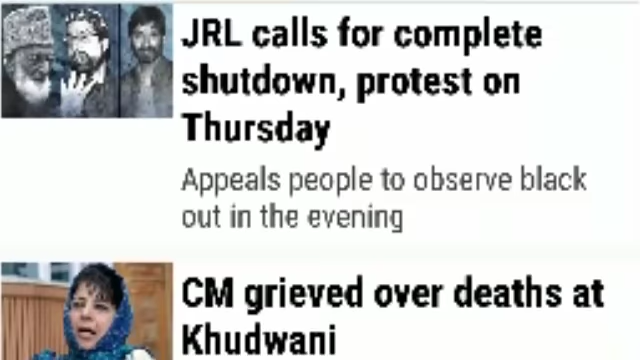 JRL calls for complete
shutdown, protest on
Thursday
Appeals people to observe black
out in the evening
CM grieved over deaths at
Khudwani